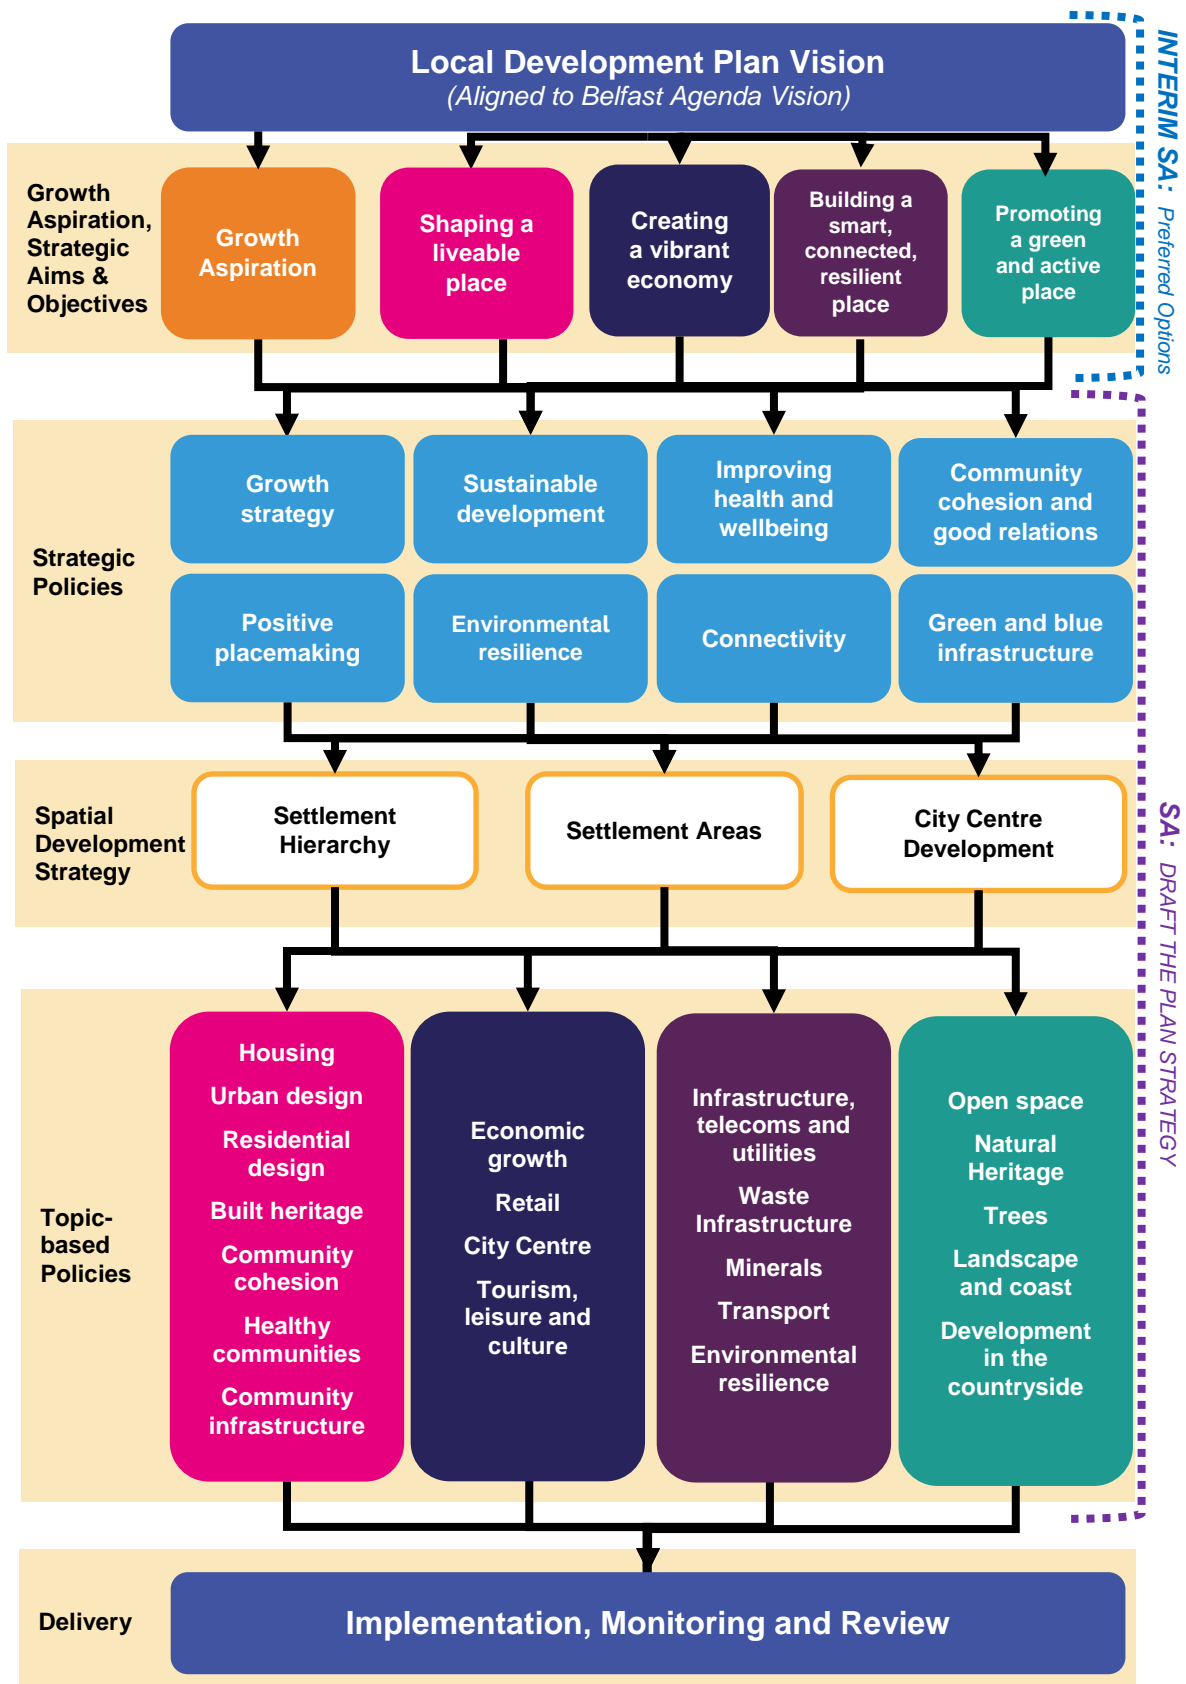 Local Development Plan Vision
(Aligned to Belfast Agenda Vision)
INTERIM SA: Preferred Options
Growth
Aspiration,
Strategic
Aims &
Objectives
Growth
Aspiration
Shaping a
liveable
place
Creating
a vibrant
economy
Building a
smart,
connected,
resilient
place
Promoting
a green
and active
place
Strategic
Policies
Growth
strategy
Sustainable
development
Improving
health and
wellbeing
Community
cohesion and
good relations
Positive
placemaking
Environmental
resilience
Connectivity
Green and blue
infrastructure
SA: DRAFT THE PLAN STRATEGY
Spatial
Development
Strategy
Settlement
Hierarchy
Settlement Areas
City Centre
Development
Topic-
based
Policies
Housing
Urban design
Residential
design
Built heritage
Community
cohesion
Healthy
communities
Community
infrastructure
Economic
growth
Retail
City Centre
Tourism,
leisure and
culture
Infrastructure,
telecoms and
utilities
Waste
Infrastructure
Minerals
Transport
Environmental
resilience
Open space
Natural
Heritage
Trees
Landscape
and coast
Development
in the
countryside
Delivery
Implementation, Monitoring and Review